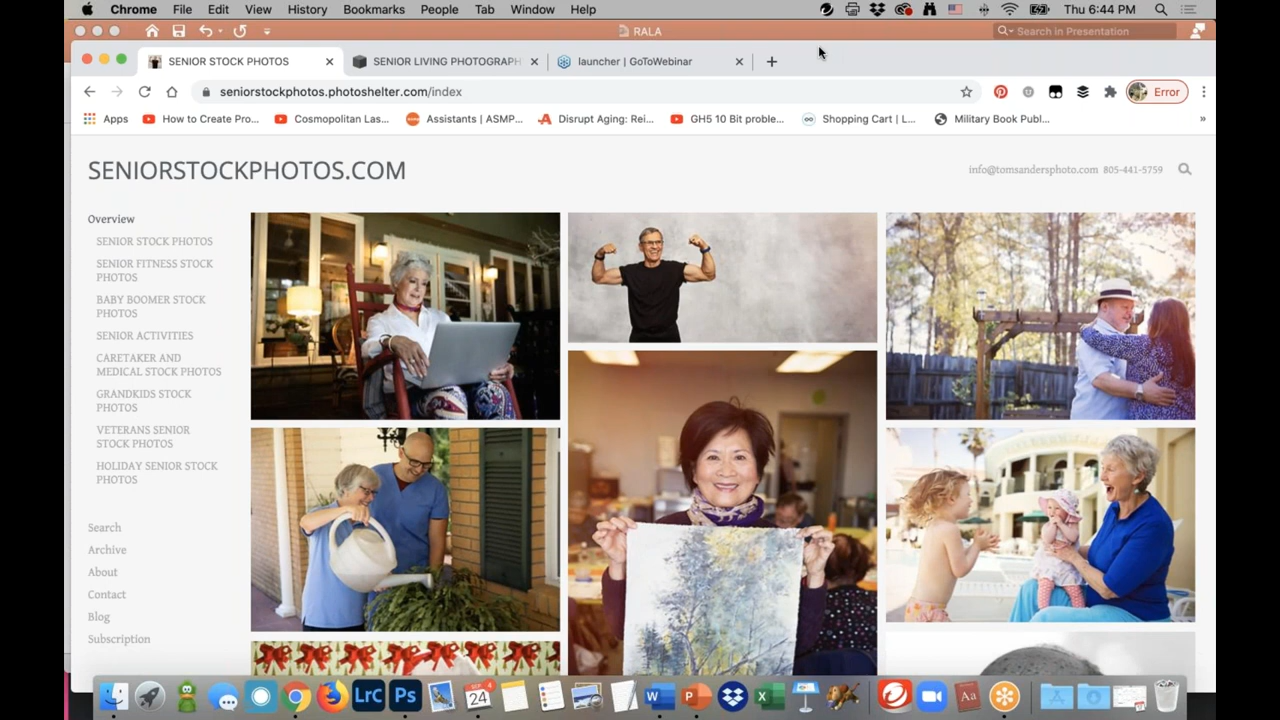 Chrome File Edit View History Bookmarks People Tab Window Help Thu 6:44 PM
RALA Search in Presentation
SENIOR STOCK PHOTOS SENIOR LIVING PHOTOGRAPH launcher | GoToWebinar
seniorstockphotos.photoshelter.com/index Error
Apps How to Create Pro... Cosmopolitan Las... Assistants | ASMP... Disrupt Aging: Rei... GH5 10 Bit proble... Shopping Cart | L... Military Book Publ... »
SENIORSTOCKPHOTOS.COM info@tomsandersphoto.com 805-441-5759
Overview
SENIOR STOCK PHOTOS
SENIOR FITNESS STOCK
PHOTOS
BABY BOOMER STOCK
PHOTOS
SENIOR ACTIVITIES
CARETAKER AND
MEDICAL STOCK PHOTOS
GRANDKIDS STOCK
PHOTOS
VETERANS SENIOR
STOCK PHOTOS
HOLIDAY SENIOR STOCK
PHOTOS
Search
Archive
About
Contact
Blog
Subscription
LrC Ps SEP 24 W P X Aa